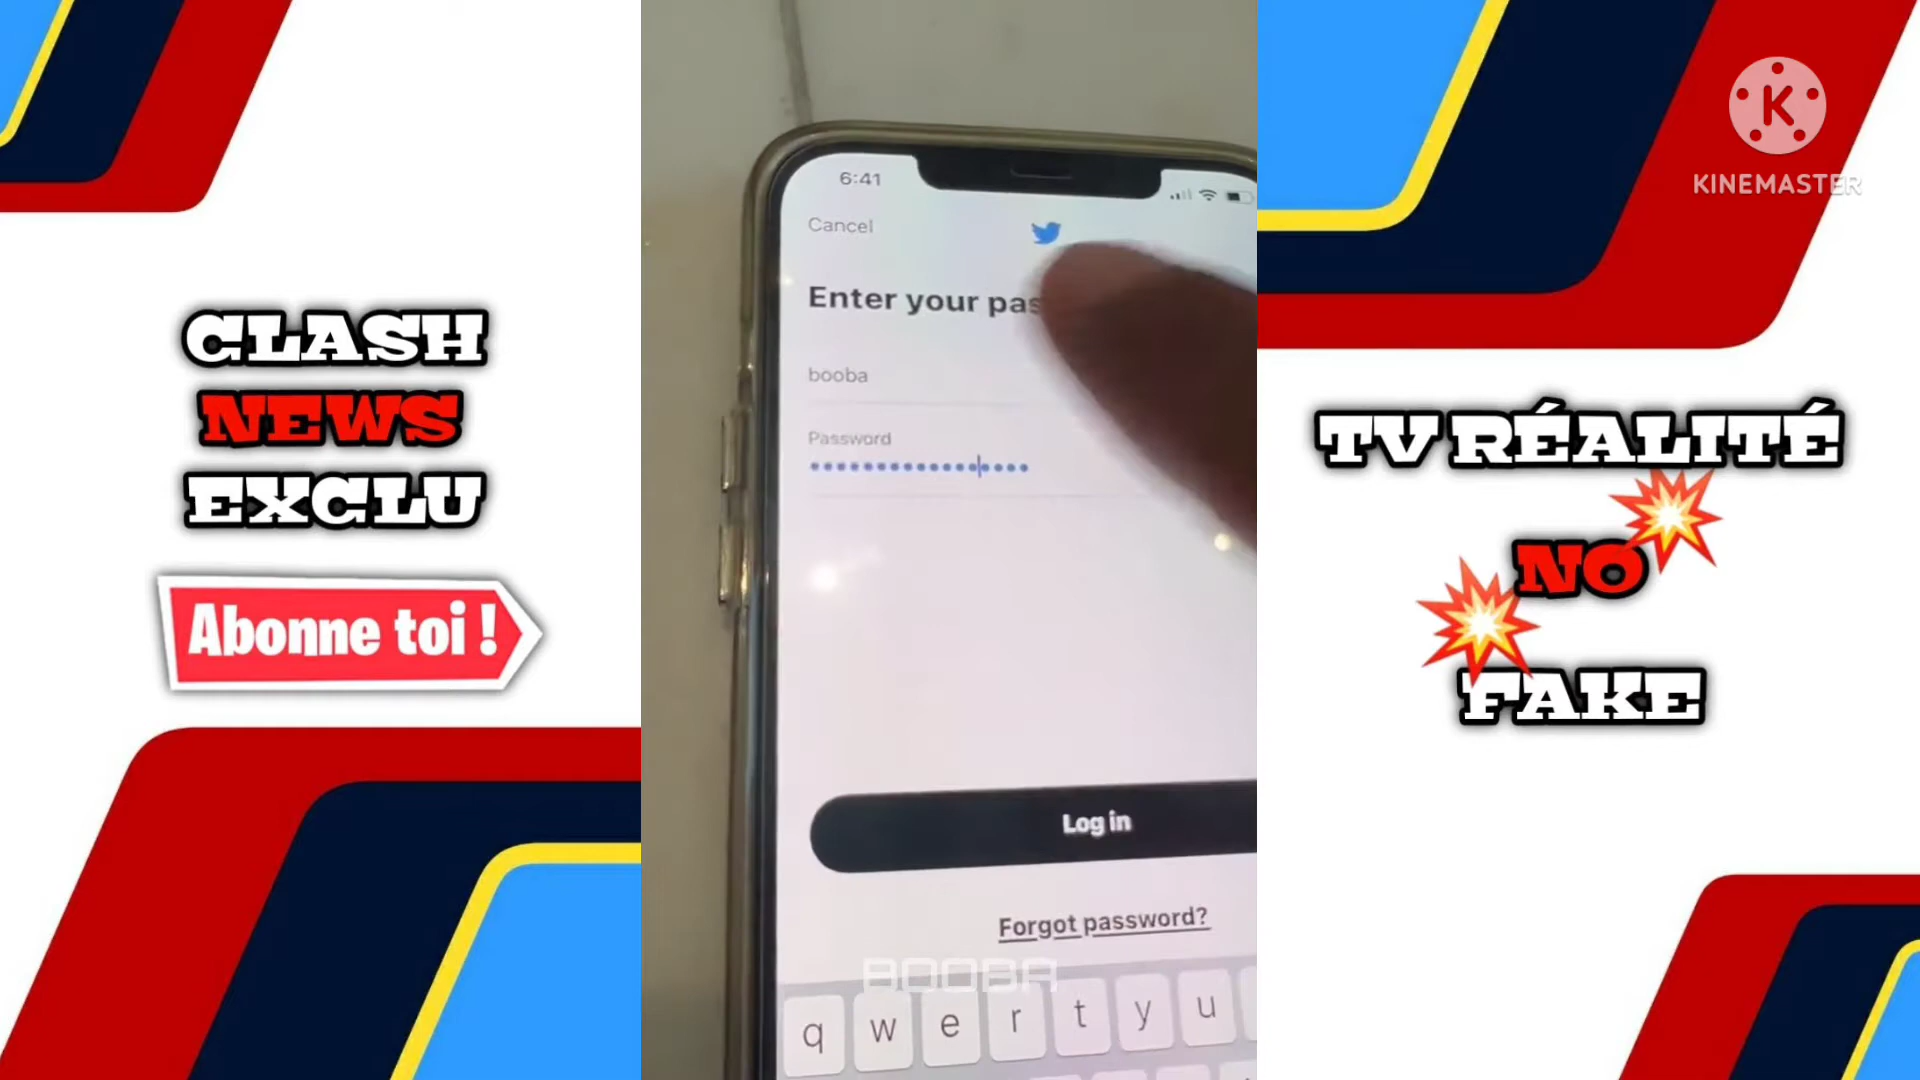 CLASH
NEWS
EXCLU
Abonne toi !
6:41
Cancel
Enter your pas
booba
Password
Log in
Forgot password?
BOOBA
q w e r t y u
KINEMASTER
TV RÉALITÉ
NO
FAKE